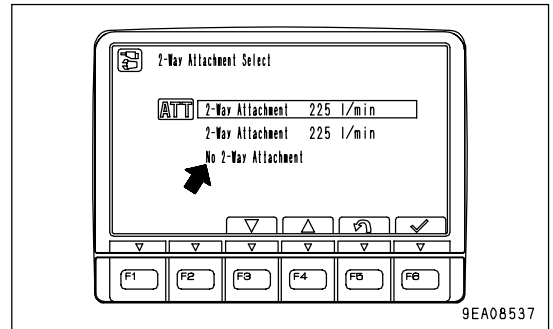 2-Way Attachment Select
ATT 2-Way Attachment 225 l/min
2-Way Attachment 225 l/min
No 2-Way Attachment
F1 F2 F3 F4 F5 F6
9EA08537